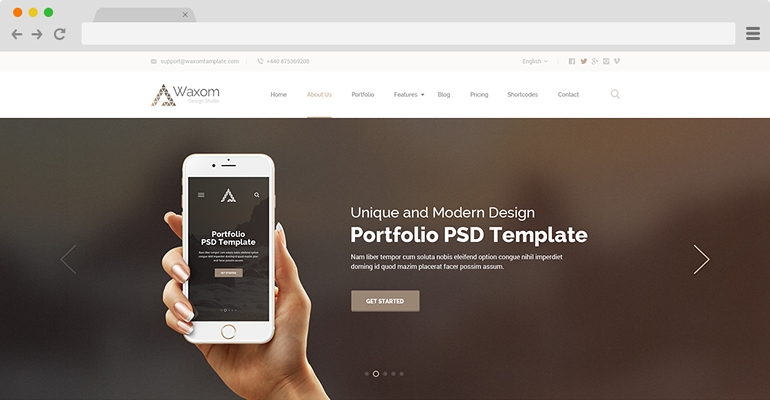 support@waxomtamplate.com
+449 875369208
English
Waxom
Design Studio
Home
About Us
Portfolio
Features
Blog
Pricing
Shortcodes
Contact
Portfolio
PSD Template
GET STARTED
Unique and Modern Design
Portfolio PSD Template
Nam liber tempor cum soluta nobis eleifend option congue nihil imperdiet
doming id quod mazim placerat facer possim assum.
GET STARTED